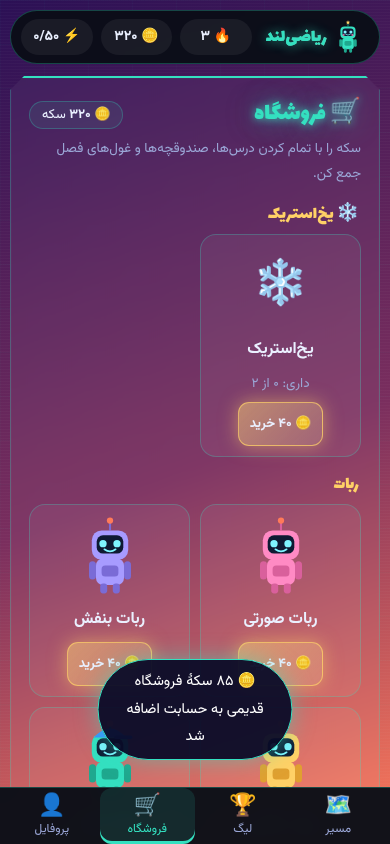 ریاضی‌لند
۳
۳۲۰
۰/۵۰
فروشگاه
۳۲۰ سکه
سکه را با تمام کردن درس‌ها، صندوقچه‌ها و غول‌های فصل
جمع کن.
یخ‌استریک
یخ‌استریک
داری: ۰ از ۲
۴۰ خرید
ربات
ربات صورتی
ربات بنفش
۴۰ خرید
۴۰ خرید
۸۵ سکهٔ فروشگاه
قدیمی به حسابت اضافه
شد
مسیر
لیگ
فروشگاه
پروفایل